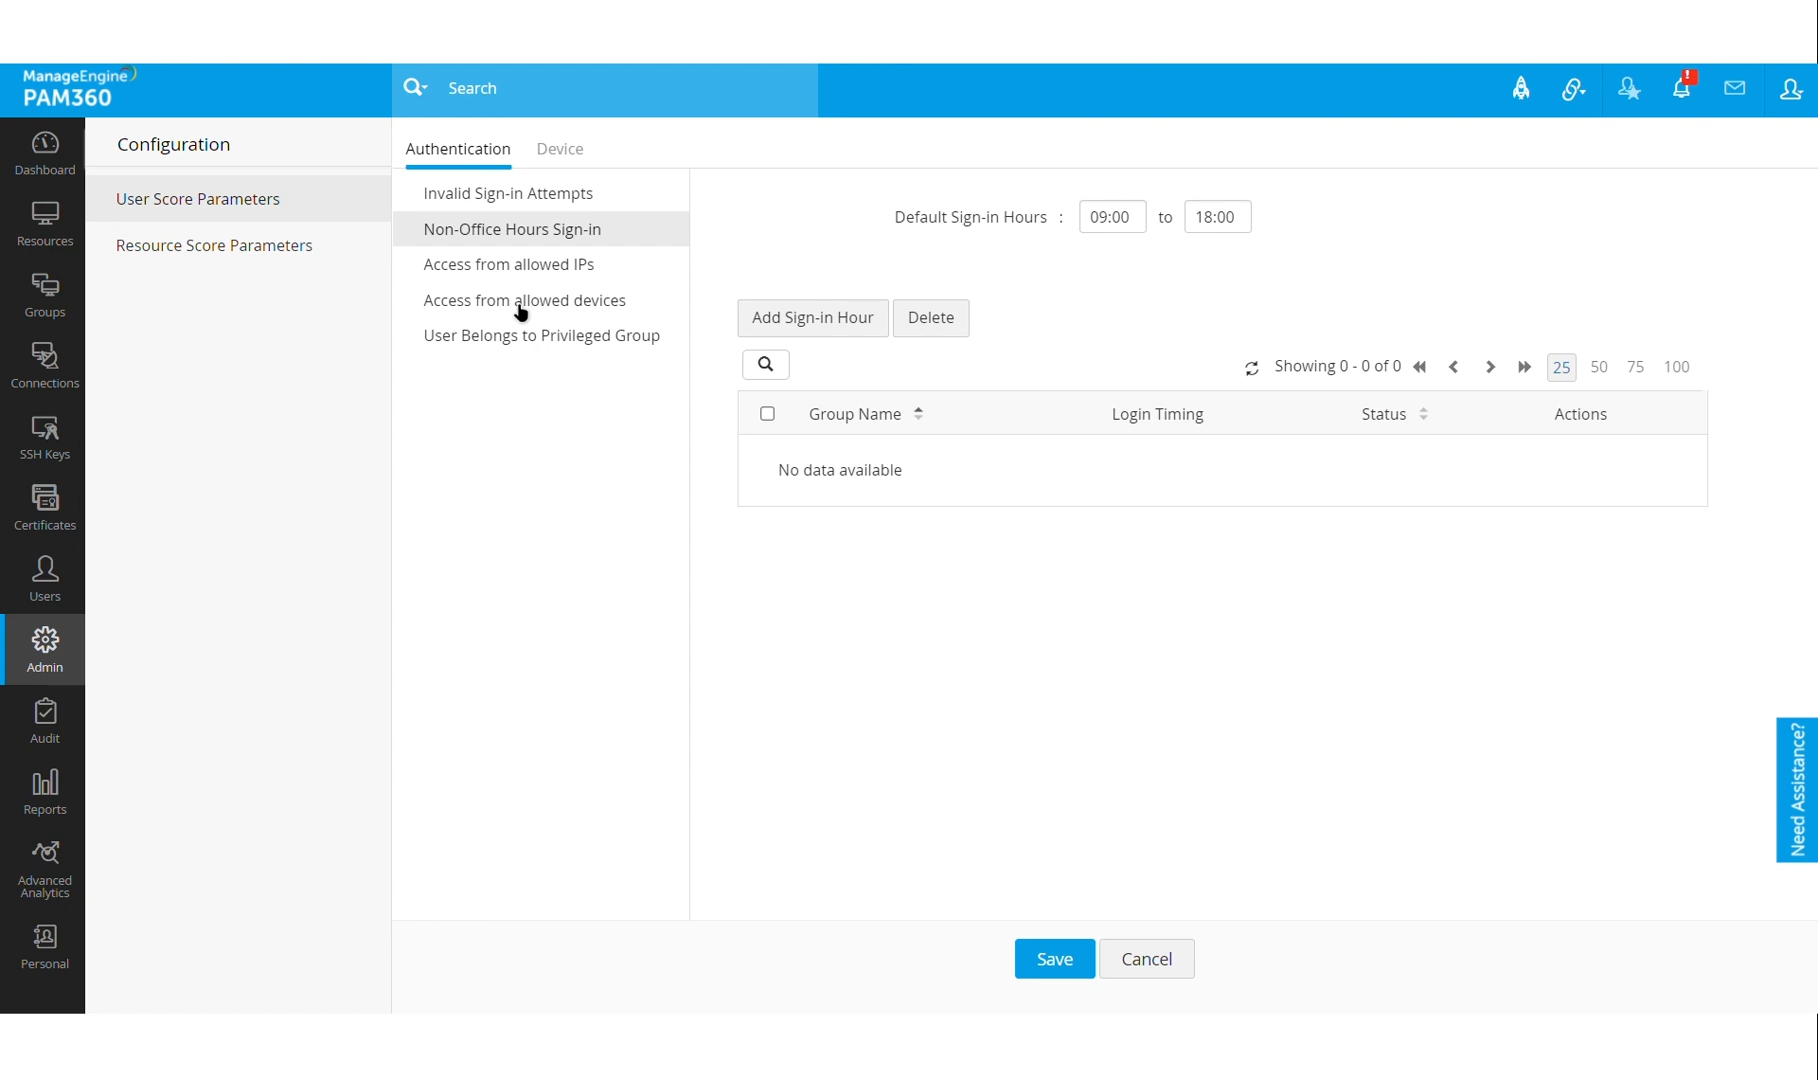 ManageEngine
PAM360
Search
!
Dashboard
Resources
Groups
Connections
SSH Keys
Certificates
Users
Admin
Audit
Reports
Advanced
Analytics
Personal
Configuration
User Score Parameters
Resource Score Parameters
Authentication Device
Invalid Sign-in Attempts
Non-Office Hours Sign-in
Access from allowed IPs
Access from allowed devices
User Belongs to Privileged Group
Default Sign-in Hours : 09:00 to 18:00
Add Sign-in Hour Delete
Showing 0 - 0 of 0 25 50 75 100
Group Name Login Timing Status Actions
No data available
Need Assistance?
Save Cancel